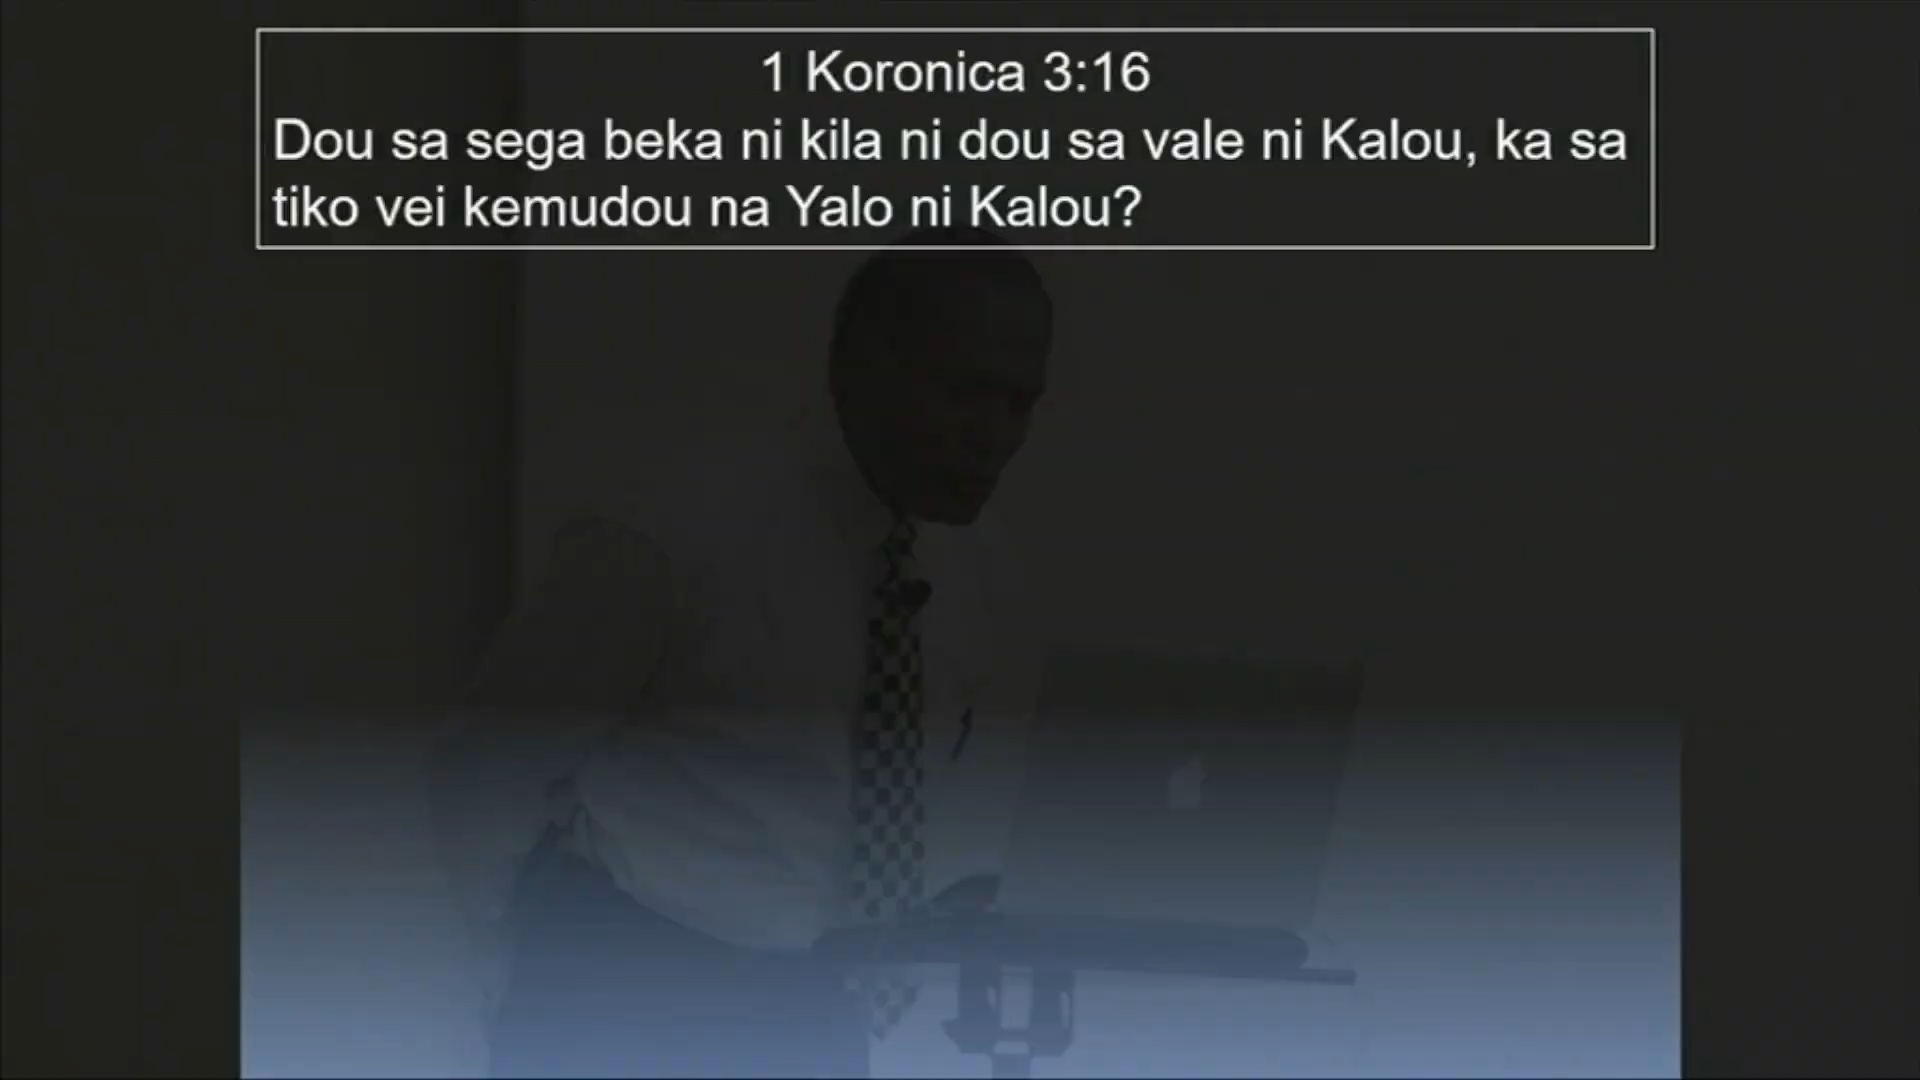 1 Koronica 3:16
Dou sa sega beka ni kila ni dou sa vale ni Kalou, ka sa
tiko vei kemudou na Yalo ni Kalou?